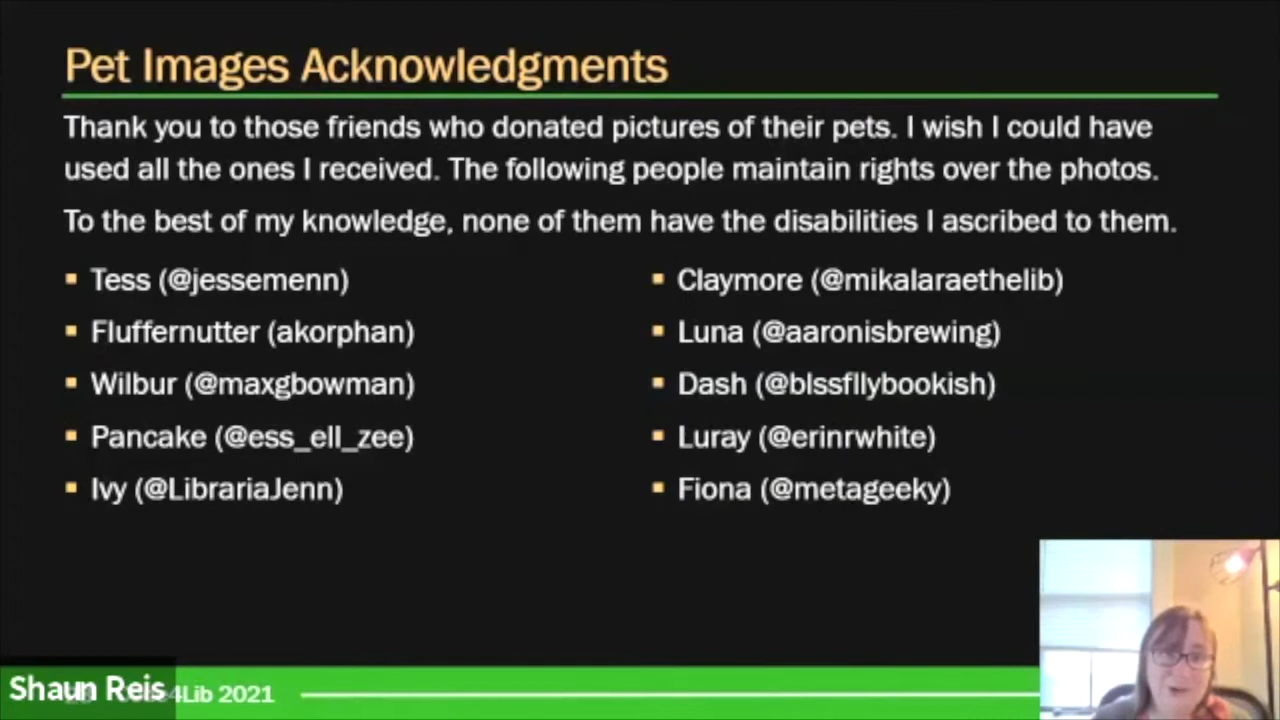 Pet Images Acknowledgments
Thank you to those friends who donated pictures of their pets. I wish I could have
used all the ones I received. The following people maintain rights over the photos.
To the best of my knowledge, none of them have the disabilities I ascribed to them.
Tess (@jessemenn)
Fluffernutter (akorphan)
Wilbur (@maxgbowman)
Pancake (@ess_ell_zee)
Ivy (@LibrariaJenn)
Claymore (@mikalaraethelib)
Luna (@aaronisbrewing)
Dash (@blssfllybookish)
Luray (@erinrwhite)
Fiona (@metageeky)
Shaun Reis
4Lib 2021